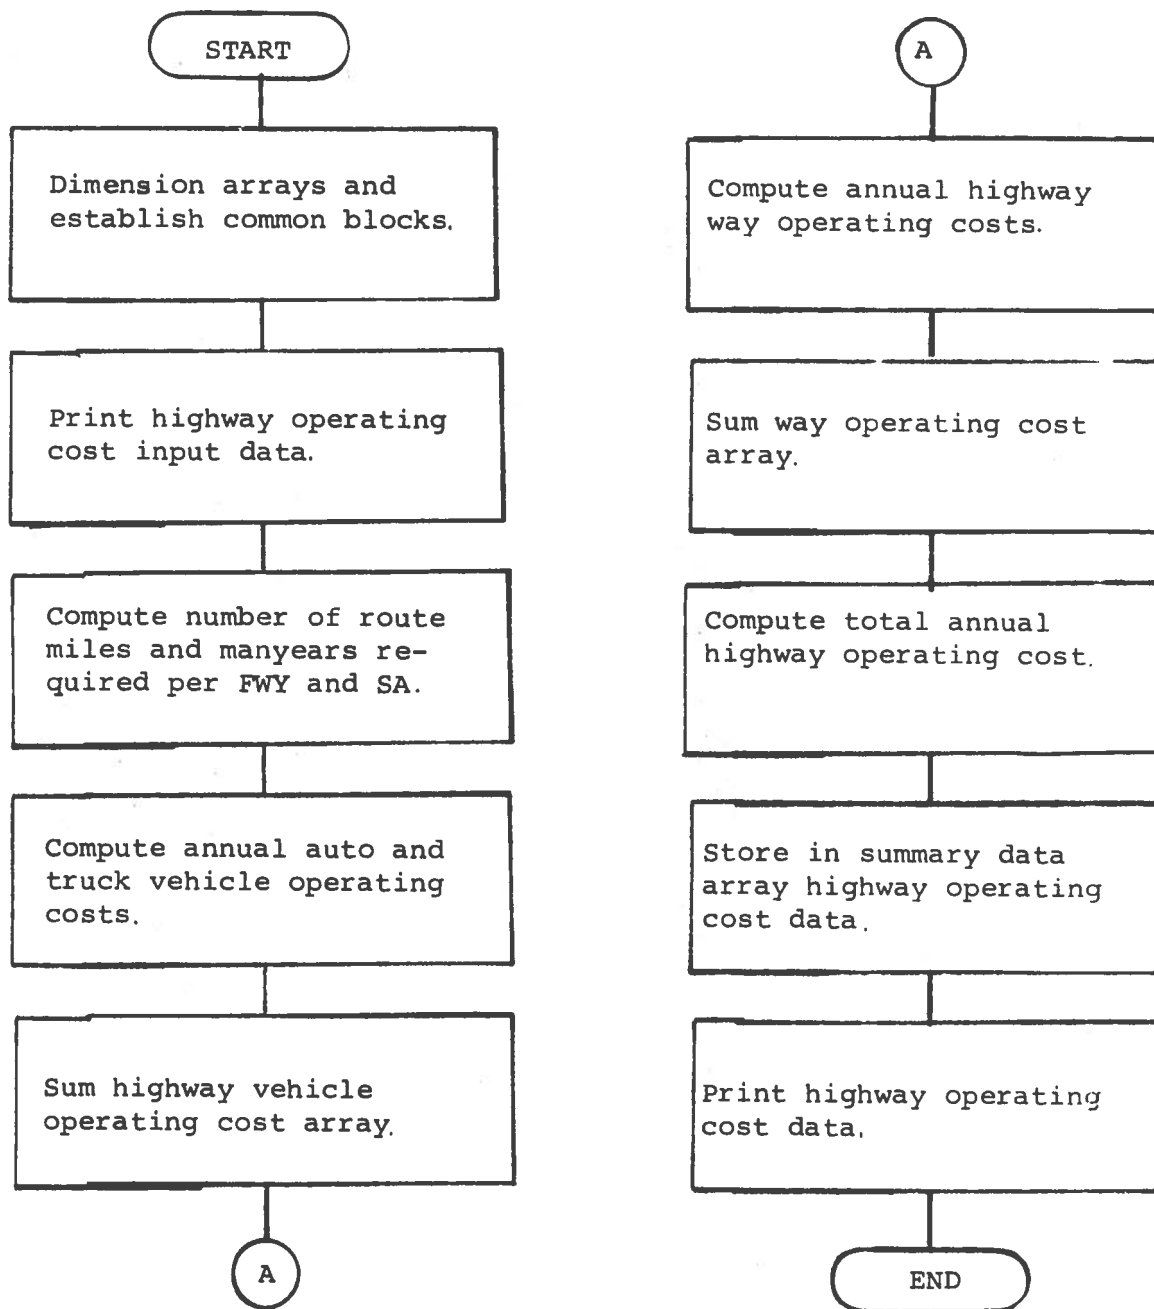 START
Dimension arrays and
establish common blocks.
Print highway operating
cost input data.
Compute number of route
miles and manyears re-
quired per FWY and SA.
Compute annual auto and
truck vehicle operating
costs.
Sum highway vehicle
operating cost array.
A
A
Compute annual highway
way operating costs.
Sum way operating cost
array.
Compute total annual
highway operating cost.
Store in summary data
array highway operating
cost data.
Print highway operating
cost data.
END